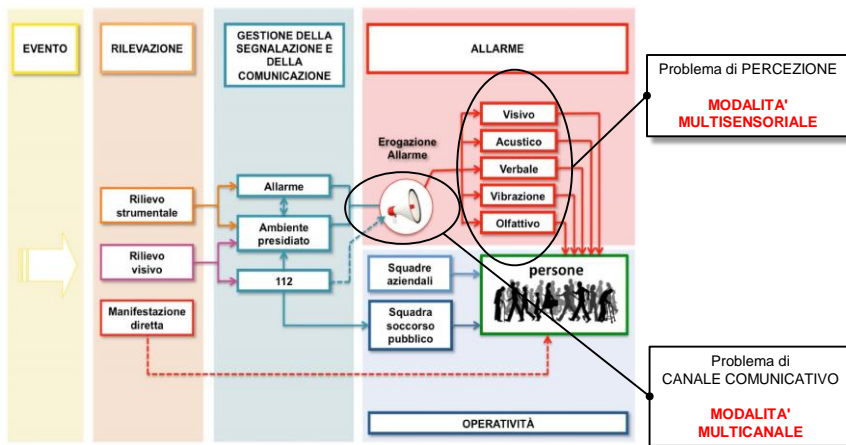 EVENTO
RILEVAZIONE
GESTIONE DELLA
SEGNALAZIONE E
DELLA
COMUNICAZIONE
ALLARME
Problema di PERCEZIONE
MODALITA'
MULTISENSORIALE
Erogazione
Allarme
Visivo
Acustico
Verbale
Vibrazione
Olfattivo
Rilievo
strumentale
Allarme
Ambiente
presidiato
Rilievo
visivo
112
Manifestazione
diretta
Squadre
aziendali
Squadra
soccorso
pubblico
persone
OPERATIVITÀ
Problema di
CANALE COMUNICATIVO
MODALITA'
MULTICANALE